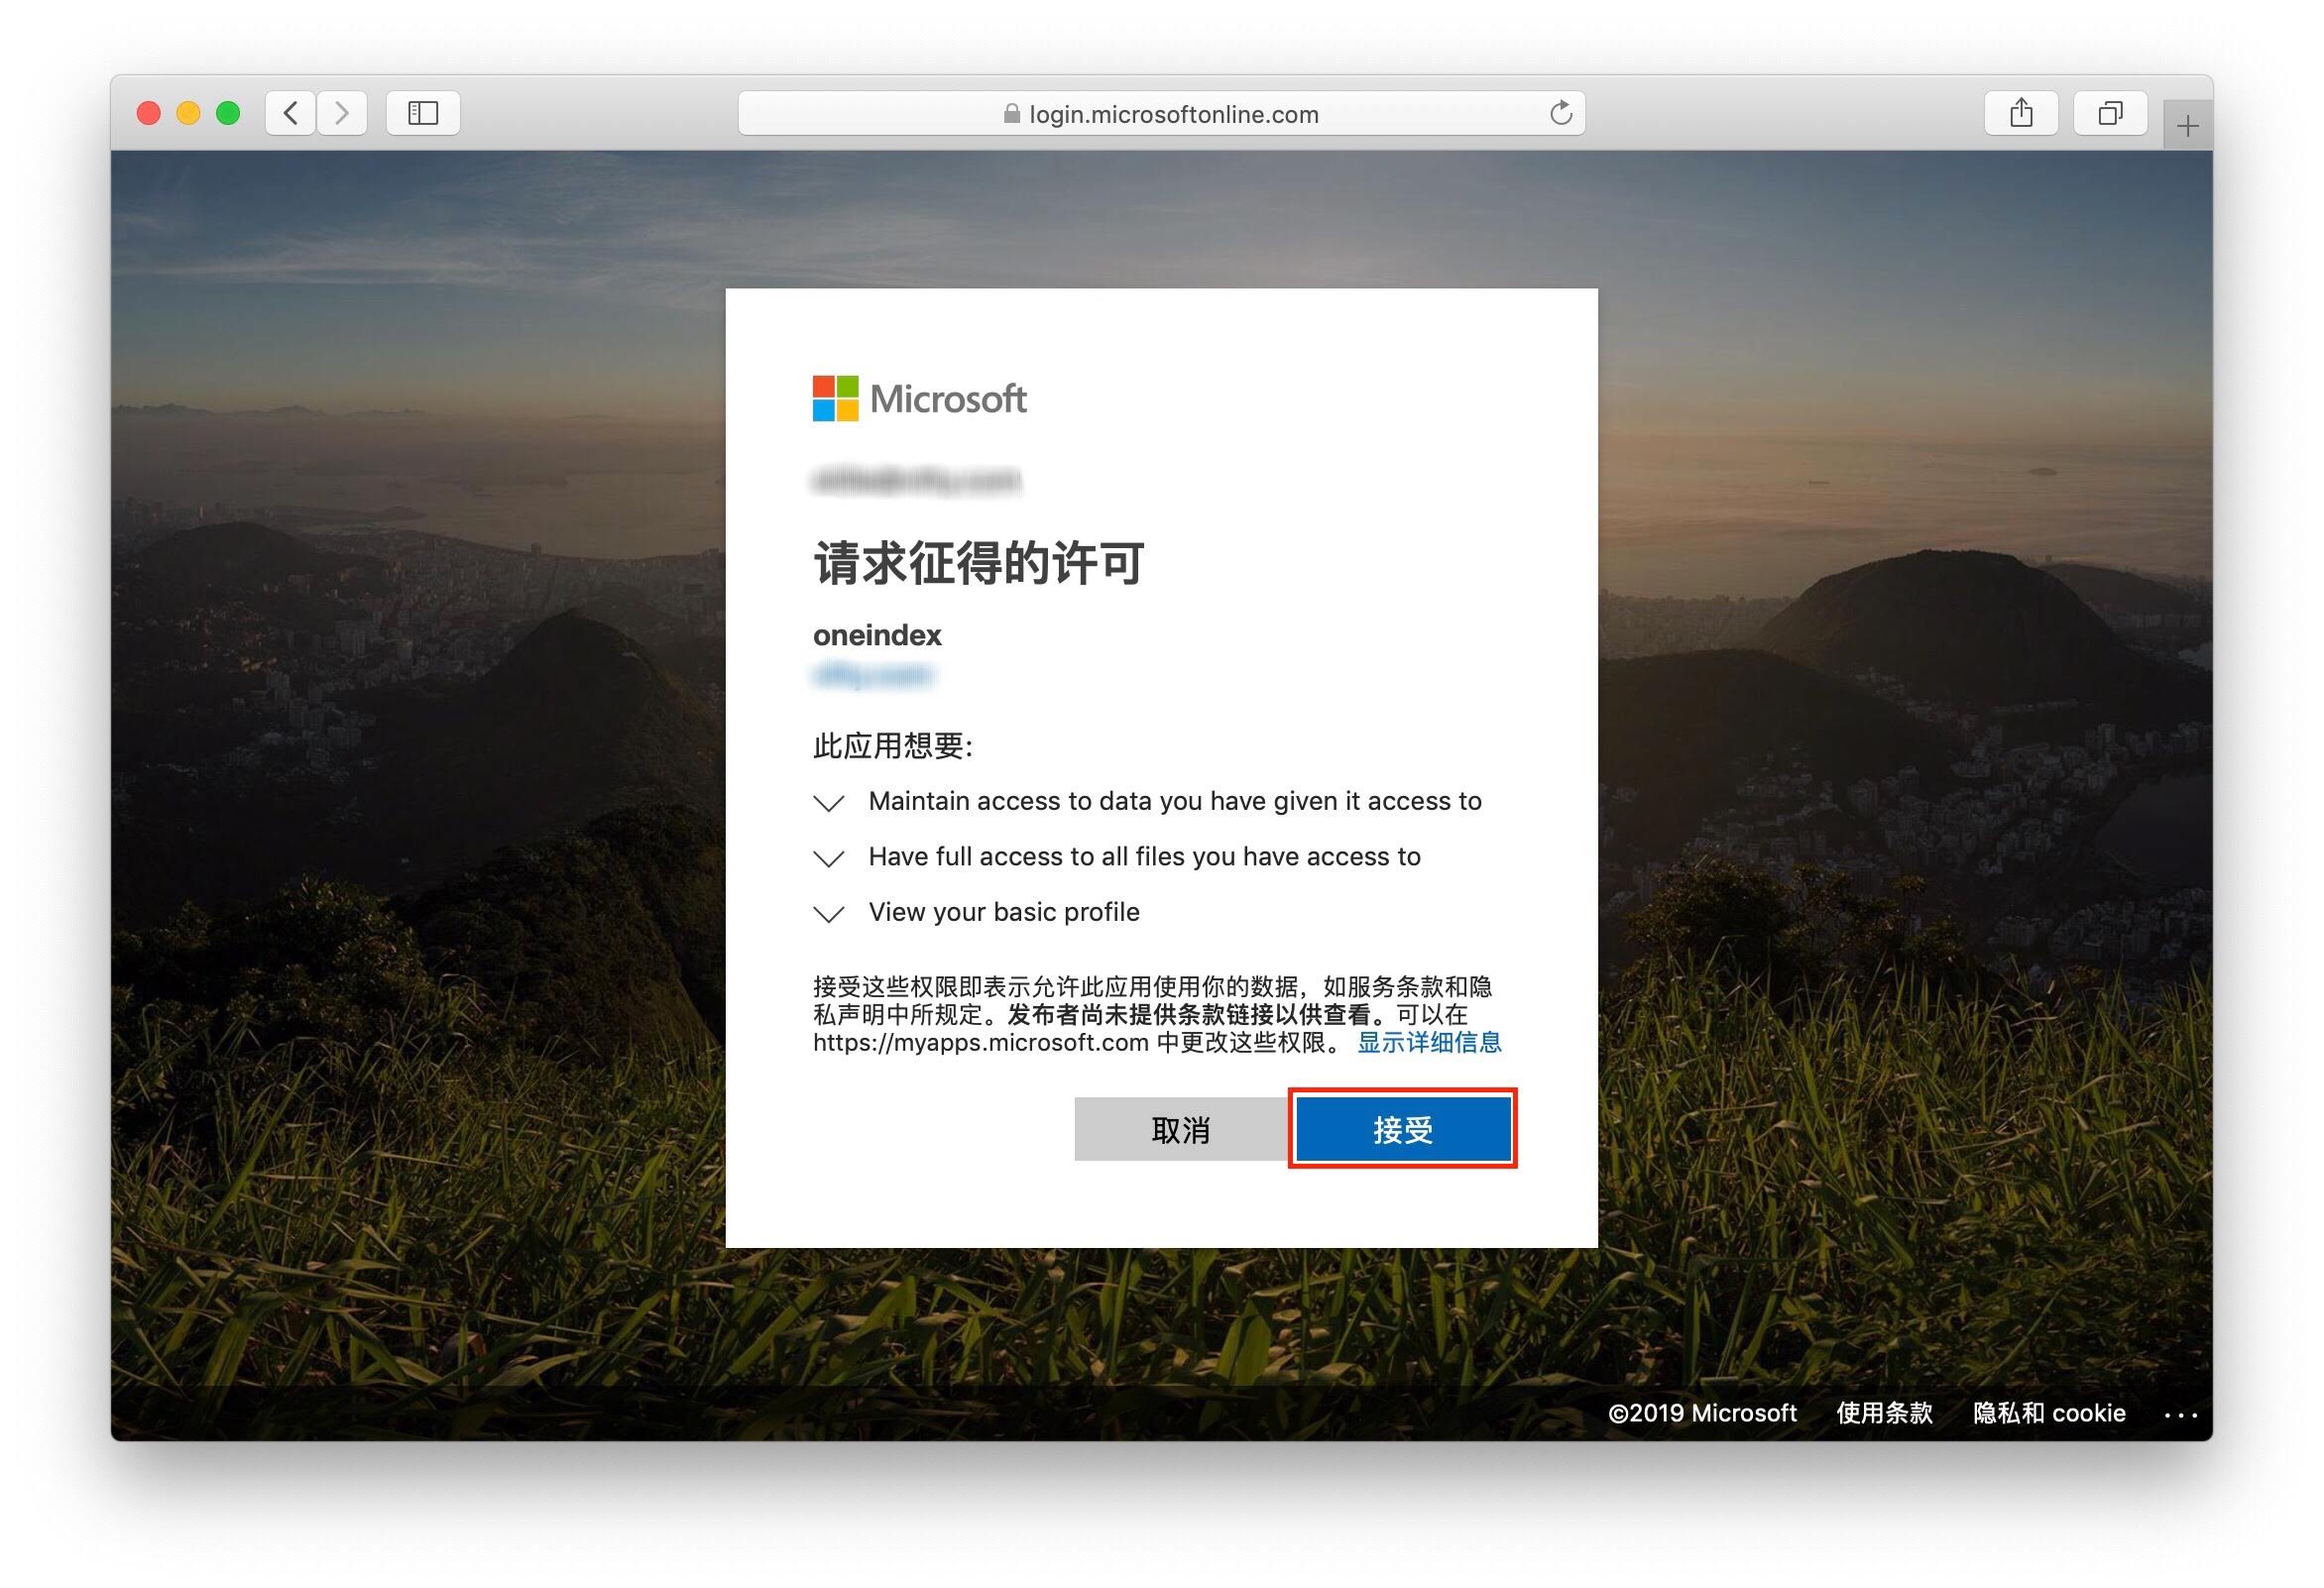 login.microsoftonline.com
Microsoft
请求征得的许可
oneindex
此应用想要:
Maintain access to data you have given it access to
Have full access to all files you have access to
View your basic profile
接受这些权限即表示允许此应用使用你的数据，如服务条款和隐
私声明中所规定。发布者尚未提供条款链接以供查看。可以在
https://myapps.microsoft.com 中更改这些权限。 显示详细信息
取消 接受
©2019 Microsoft 使用条款 隐私和 cookie ...